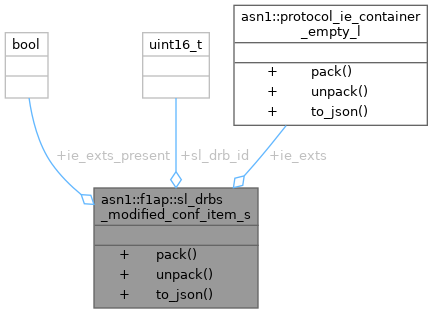 bool
uint16_t
asn1::protocol_ie_container
_empty_l
+ pack()
+ unpack()
+ to_json()
+ie_exts_present
+sl_drb_id
+ie_exts
asn1::f1ap::sl_drbs
_modified_conf_item_s
+ pack()
+ unpack()
+ to_json()